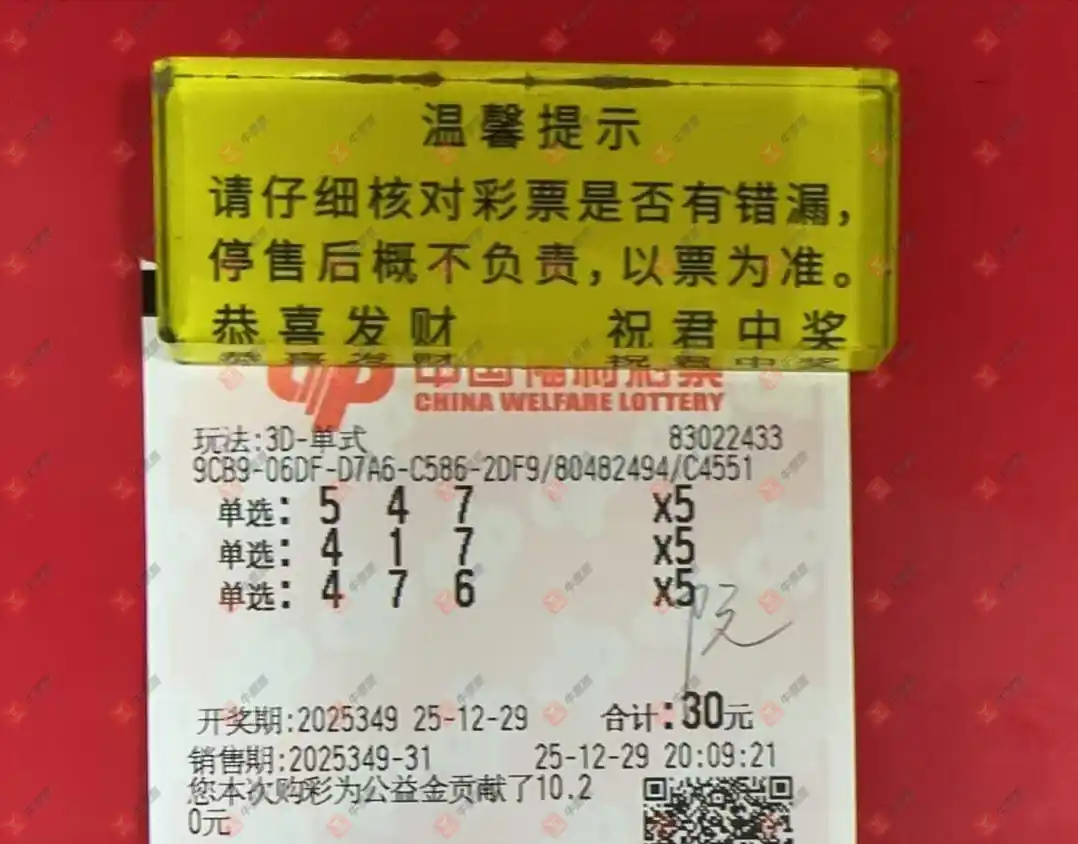 温馨提示
请仔细核对彩票是否有错漏，
停售后概不负责，以票为准。
恭喜发财 祝君中奖
中国福利彩票
CHINA WELFARE LOTTERY
玩法:3D-单式 83022433
9CB9-06DF-D7A6-C586-2DF9/80482494/C4551
单选: 5 4 7 x5
单选: 4 1 7 x5
单选: 4 7 6 x5
开奖期:2025349 25-12-29 合计:30元
销售期:2025349-31 25-12-29 20:09:21
您本次购彩为公益金贡献了10.2
0元